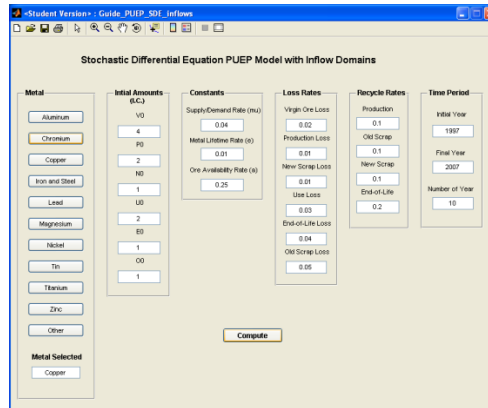 <Student Version> : Guide_PUEP_SDE_inflows
Stochastic Differential Equation PUEP Model with Inflow Domains
Metal
Aluminum
Chromium
Copper
Iron and Steel
Lead
Magnesium
Nickel
Tin
Titanium
Zinc
Other
Metal Selected
Copper
Intial Amounts
(I.C.)
V0
4
P0
2
N0
1
U0
2
E0
1
O0
1
Constants
Supply/Demand Rate (mu)
0.04
Metal Lifetime Rate (e)
0.01
Ore Availability Rate (a)
0.25
Loss Rates
Virgin Ore Loss
0.02
Production Loss
0.01
New Scrap Loss
0.01
Use Loss
0.03
End-of-Life Loss
0.04
Old Scrap Loss
0.05
Recycle Rates
Production
0.1
Old Scrap
0.1
New Scrap
0.1
End-of-Life
0.2
Time Period
Initial Year
1997
Final Year
2007
Number of Year
10
Compute